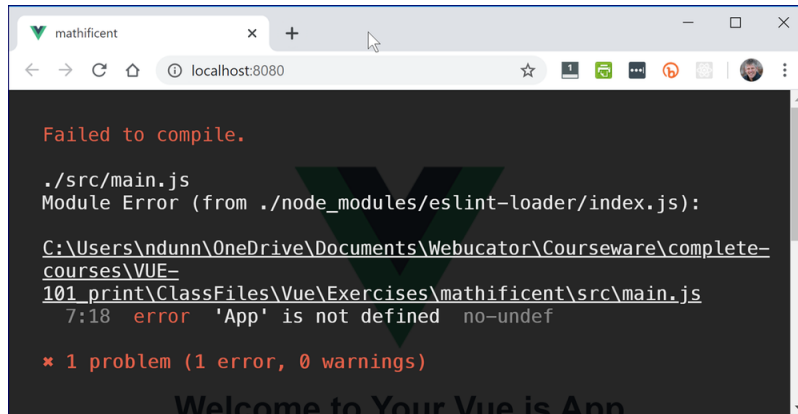 mathificent
localhost:8080
1
Failed to compile.
./src/main.js
Module Error (from ./node_modules/eslint-loader/index.js):
C:\Users\ndunn\OneDrive\Documents\Webucator\Courseware\complete-
courses\VUE-
101_print\ClassFiles\Vue\Exercises\mathificent\src\main.js
7:18 error 'App' is not defined no-undef
✖ 1 problem (1 error, 0 warnings)
Welcome to Your Vue.js App